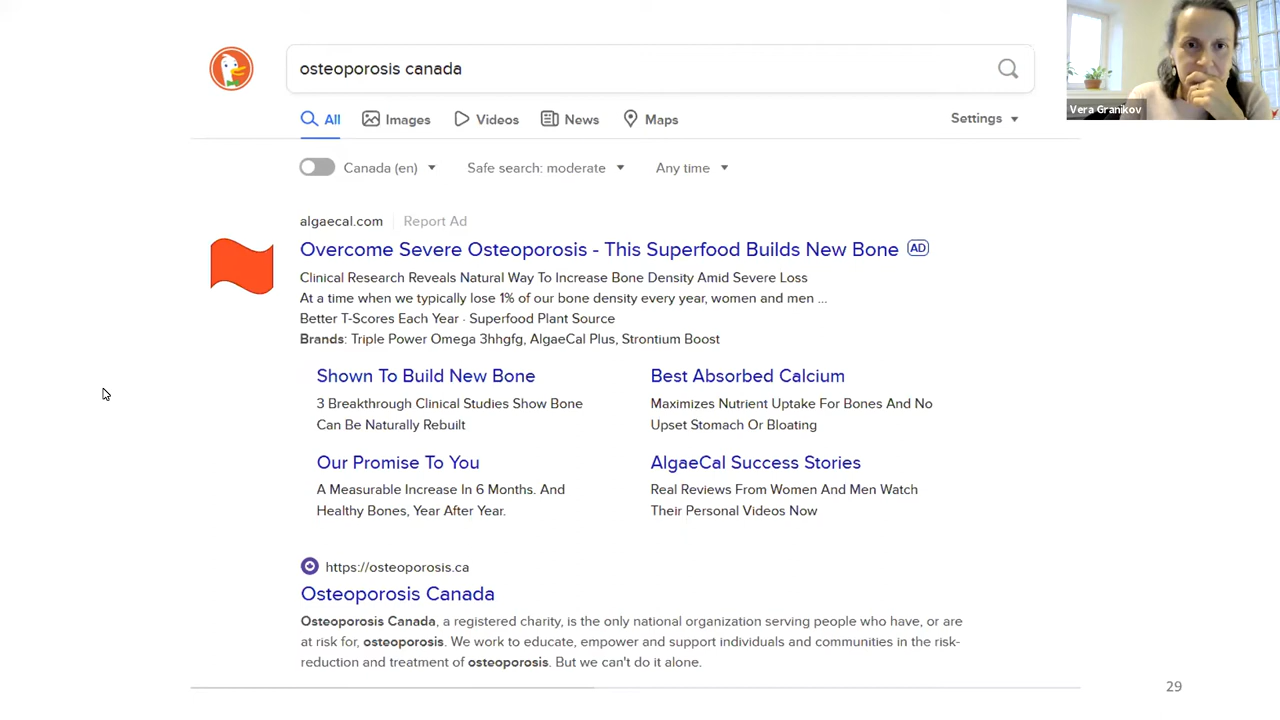 osteoporosis canada
All Images Videos News Maps Settings
Canada (en) Safe search: moderate Any time
algaecal.com Report Ad
Overcome Severe Osteoporosis - This Superfood Builds New Bone AD
Clinical Research Reveals Natural Way To Increase Bone Density Amid Severe Loss
At a time when we typically lose 1% of our bone density every year, women and men ...
Better T-Scores Each Year · Superfood Plant Source
Brands: Triple Power Omega 3hhgfg, AlgaeCal Plus, Strontium Boost
Shown To Build New Bone
3 Breakthrough Clinical Studies Show Bone
Can Be Naturally Rebuilt
Best Absorbed Calcium
Maximizes Nutrient Uptake For Bones And No
Upset Stomach Or Bloating
Our Promise To You
A Measurable Increase In 6 Months. And
Healthy Bones, Year After Year.
AlgaeCal Success Stories
Real Reviews From Women And Men Watch
Their Personal Videos Now
https://osteoporosis.ca
Osteoporosis Canada
Osteoporosis Canada, a registered charity, is the only national organization serving people who have, or are
at risk for, osteoporosis. We work to educate, empower and support individuals and communities in the risk-
reduction and treatment of osteoporosis. But we can't do it alone.
29
Vera Granikov